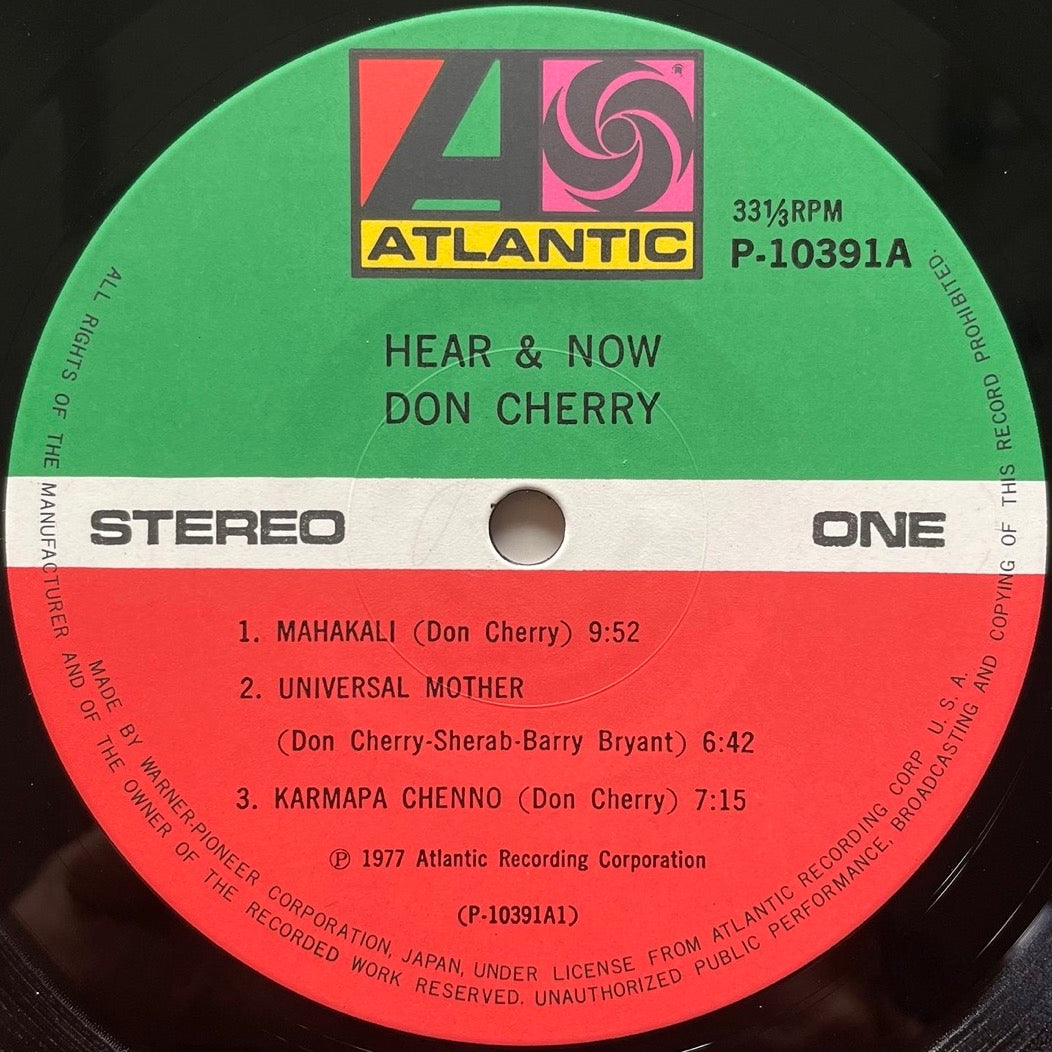 ATLANTIC
33⅓RPM
P-10391A
HEAR & NOW
DON CHERRY
STEREO
ONE
1. MAHAKALI (Don Cherry) 9:52
2. UNIVERSAL MOTHER
(Don Cherry-Sherab-Barry Bryant) 6:42
3. KARMAPA CHENNO (Don Cherry) 7:15
℗ 1977 Atlantic Recording Corporation
(P-10391A1)
MADE BY WARNER-PIONEER CORPORATION, JAPAN, UNDER LICENSE FROM ATLANTIC RECORDING CORP. U. S. A.
ALL RIGHTS OF THE MANUFACTURER AND OF THE OWNER OF THE RECORDED WORK RESERVED. UNAUTHORIZED PUBLIC PERFORMANCE, BROADCASTING AND COPYING OF THIS RECORD PROHIBITED.